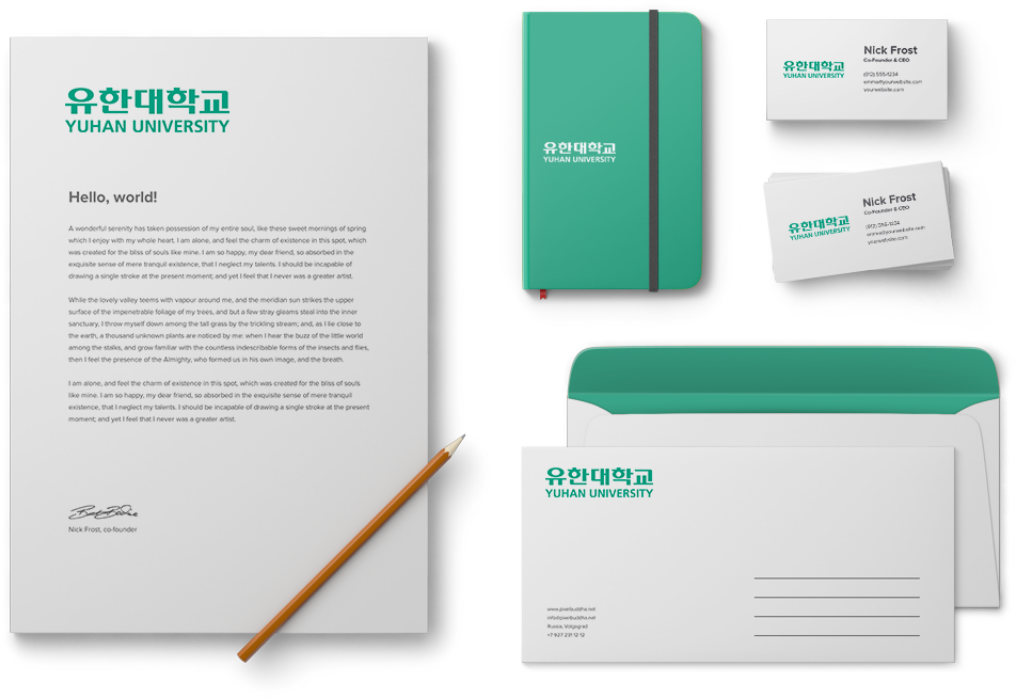 유한대학교
YUHAN UNIVERSITY
Hello, world!
A wonderful serenity has taken possession of my entire soul, like these sweet mornings of spring
which I enjoy with my whole heart. I am alone, and feel the charm of existence in this spot, which
was created for the bliss of souls like mine. I am so happy, my dear friend, so absorbed in the
exquisite sense of mere tranquil existence, that I neglect my talents. I should be incapable of
drawing a single stroke at the present moment; and yet I feel that I never was a greater artist.
While the lovely valley teems with vapour around me, and the meridian sun strikes the upper
surface of the impenetrable foliage of my trees, and but a few stray gleams steal into the inner
sanctuary, I throw myself down among the tall grass by the trickling stream; and, as I lie close to
the earth, a thousand unknown plants are noticed by me: when I hear the buzz of the little world
among the stalks, and grow familiar with the countless indescribable forms of the insects and flies,
then I feel the presence of the Almighty, who formed us in his own image, and the breath.
I am alone, and feel the charm of existence in this spot, which was created for the bliss of souls
like mine. I am so happy, my dear friend, so absorbed in the exquisite sense of mere tranquil
existence, that I neglect my talents. I should be incapable of drawing a single stroke at the present
moment; and yet I feel that I never was a greater artist.
Nick Frost, co-founder
유한대학교
YUHAN UNIVERSITY
유한대학교
YUHAN UNIVERSITY
Nick Frost
Co-Founder & CEO
(912) 555-1234
emma@yourwebsite.com
yourwebsite.com
유한대학교
YUHAN UNIVERSITY
Nick Frost
Co-Founder & CEO
(912) 555-1234
emma@yourwebsite.com
yourwebsite.com
유한대학교
YUHAN UNIVERSITY
www.pixelbuddha.net
info@pixelbuddha.net
Russia, Volgograd
+7 927 231 12 12